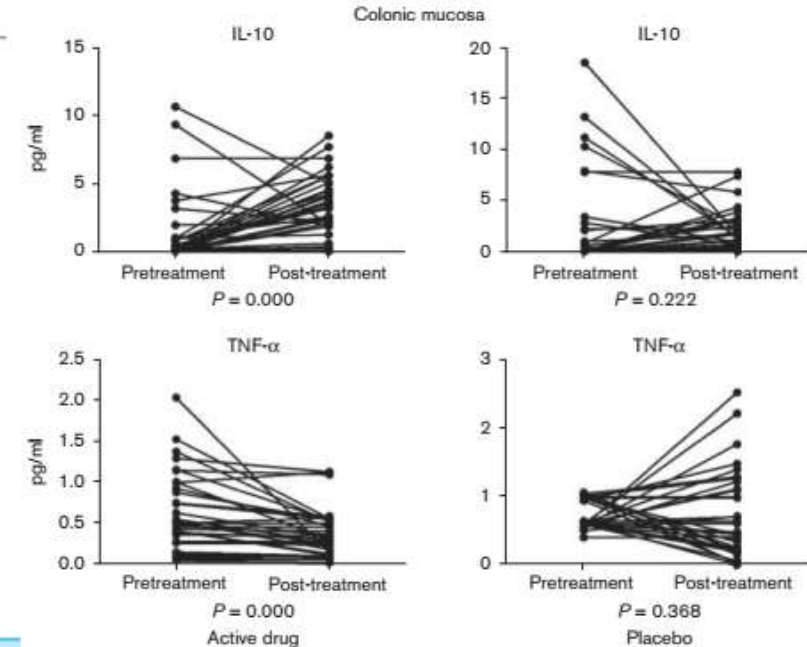 Colonic mucosa
IL-10
IL-10
15
10
5
0
pg/ml
20
15
10
5
0
Pretreatment Post-treatment
Pretreatment Post-treatment
P = 0.000
P = 0.222
TNF-α
TNF-α
2.5
2.0
1.5
1.0
0.5
0.0
pg/ml
3
2
1
0
Pretreatment Post-treatment
Pretreatment Post-treatment
P = 0.000
P = 0.368
Active drug
Placebo